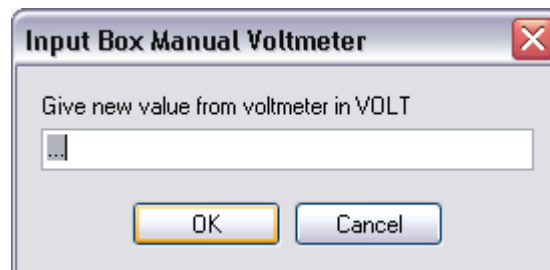 Input Box Manual Voltmeter
Give new value from voltmeter in VOLT
...
OK Cancel